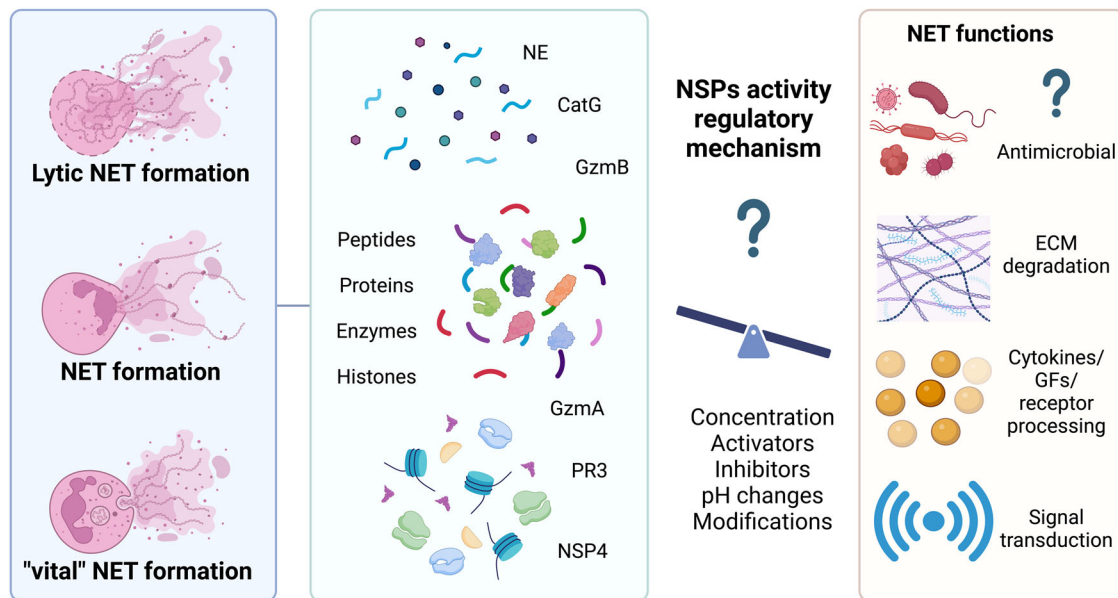 Lytic NET formation
NET formation
"vital" NET formation
NE
CatG
GzmB
Peptides
Proteins
Enzymes
Histones
GzmA
PR3
NSP4
NSPs activity
regulatory
mechanism
?
Concentration
Activators
Inhibitors
pH changes
Modifications
NET functions
?
Antimicrobial
ECM
degradation
Cytokines/
GFs/
receptor
processing
Signal
transduction